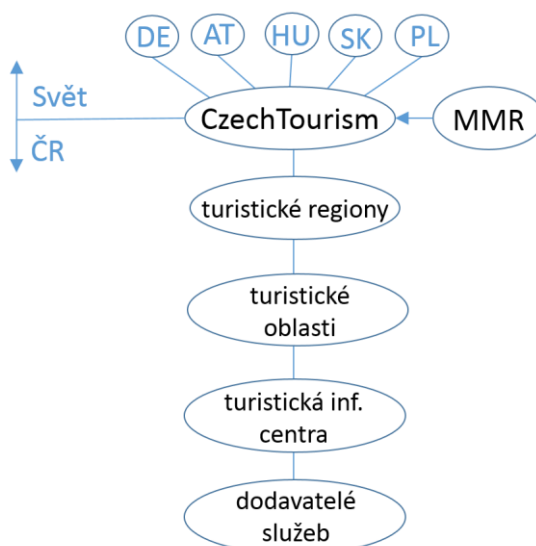 DE AT HU SK PL
Svět
CzechTourism
MMR
ČR
turistické regiony
turistické
oblasti
turistická inf.
centra
dodavatelé
služeb